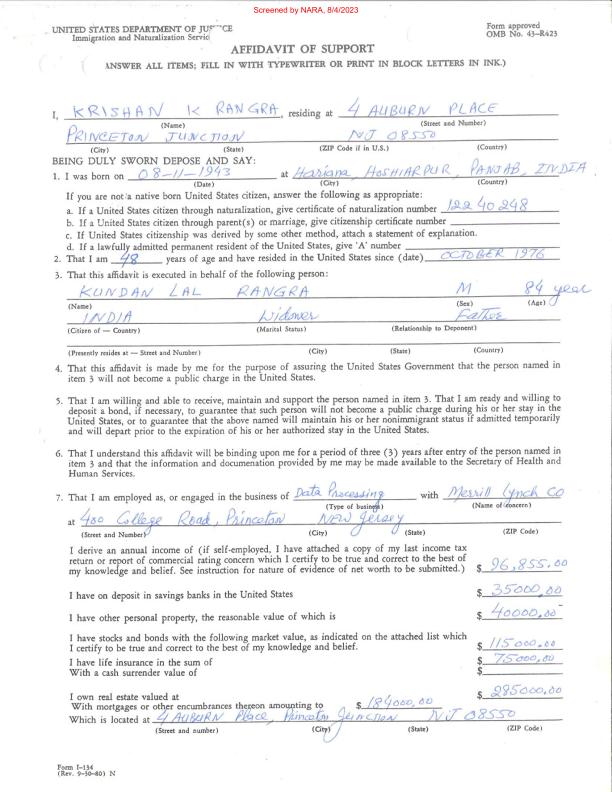 Screened by NARA, 8/4/2023
UNITED STATES DEPARTMENT OF JUSTICE
Immigration and Naturalization Servic
Form approved
OMB No. 43-R423
AFFIDAVIT OF SUPPORT
ANSWER ALL ITEMS; FILL IN WITH TYPEWRITER OR PRINT IN BLOCK LETTERS IN INK.)
I, KRISHAN K RANGRA, residing at 4 AUBURN PLACE
(Name) (Street and Number)
PRINCETON JUNCTION NJ 08550
(City) (State) (ZIP Code if in U.S.) (Country)
BEING DULY SWORN DEPOSE AND SAY:
1. I was born on 08-11-1943 at Hariana, HOSHIARPUR, PANJAB, INDIA
(Date) (City) (Country)
If you are not a native born United States citizen, answer the following as appropriate:
a. If a United States citizen through naturalization, give certificate of naturalization number 12240248
b. If a United States citizen through parent(s) or marriage, give citizenship certificate number
c. If United States citizenship was derived by some other method, attach a statement of explanation.
d. If a lawfully admitted permanent resident of the United States, give 'A' number
2. That I am 48 years of age and have resided in the United States since (date) OCTOBER 1976
3. That this affidavit is executed in behalf of the following person:
KUNDAN LAL RANGRA M 84 year
(Name) (Sex) (Age)
INDIA Widower Father
(Citizen of — Country) (Marital Status) (Relationship to Deponent)
(Presently resides at — Street and Number) (City) (State) (Country)
4. That this affidavit is made by me for the purpose of assuring the United States Government that the person named in
item 3 will not become a public charge in the United States.
5. That I am willing and able to receive, maintain and support the person named in item 3. That I am ready and willing to
deposit a bond, if necessary, to guarantee that such person will not become a public charge during his or her stay in the
United States, or to guarantee that the above named will maintain his or her nonimmigrant status if admitted temporarily
and will depart prior to the expiration of his or her authorized stay in the United States.
6. That I understand this affidavit will be binding upon me for a period of three (3) years after entry of the person named in
item 3 and that the information and documentation provided by me may be made available to the Secretary of Health and
Human Services.
7. That I am employed as, or engaged in the business of Data Processing with Merrill Lynch CO
(Type of business) (Name of concern)
at 400 College Road, Princeton NEW Jersey
(Street and Number) (City) (State) (ZIP Code)
I derive an annual income of (if self-employed, I have attached a copy of my last income tax
return or report of commercial rating concern which I certify to be true and correct to the best of
my knowledge and belief. See instruction for nature of evidence of net worth to be submitted.) $ 96,855.00
I have on deposit in savings banks in the United States $ 35000.00
I have other personal property, the reasonable value of which is $ 40000.00
I have stocks and bonds with the following market value, as indicated on the attached list which
I certify to be true and correct to the best of my knowledge and belief. $ 115000.00
I have life insurance in the sum of $ 75000.00
With a cash surrender value of $
I own real estate valued at $ 285000.00
With mortgages or other encumbrances thereon amounting to $ 184000.00
Which is located at 4 AUBURN Place, Princeton Junction NJ 08550
(Street and number) (City) (State) (ZIP Code)
Form I-134
(Rev. 9-30-80) N